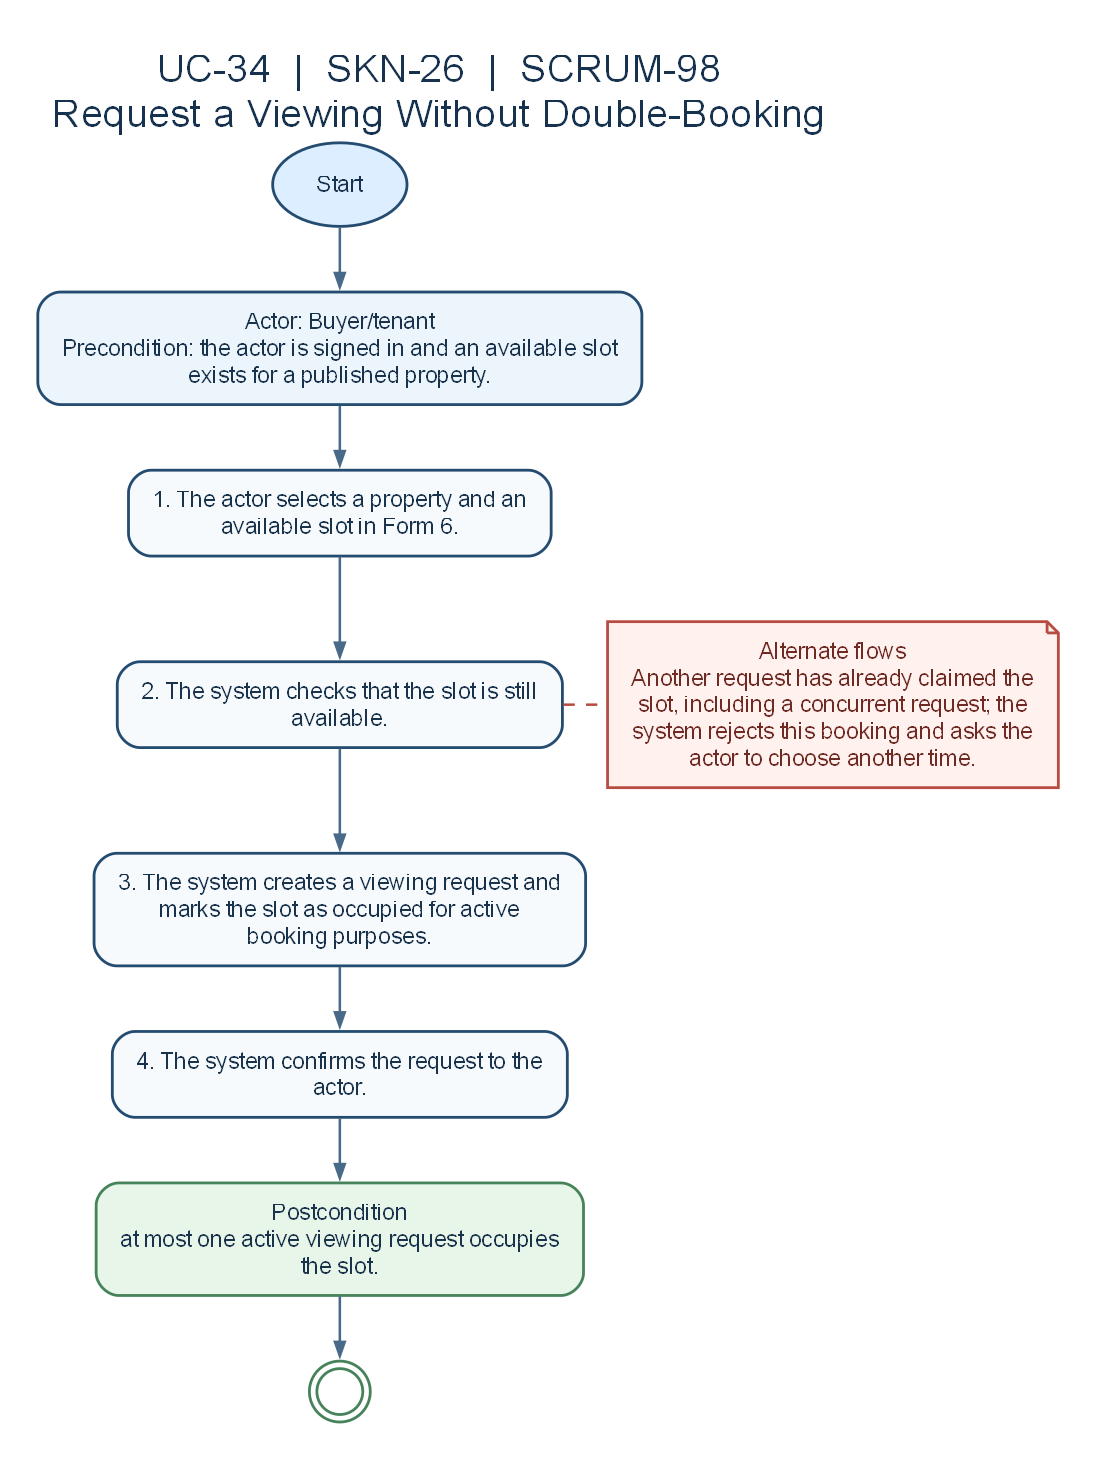 UC-34 | SKN-26 | SCRUM-98
Request a Viewing Without Double-Booking
Start
Actor: Buyer/tenant
Precondition: the actor is signed in and an available slot
exists for a published property.
1. The actor selects a property and an
available slot in Form 6.
2. The system checks that the slot is still
available.
Alternate flows
Another request has already claimed the
slot, including a concurrent request; the
system rejects this booking and asks the
actor to choose another time.
3. The system creates a viewing request and
marks the slot as occupied for active
booking purposes.
4. The system confirms the request to the
actor.
Postcondition
at most one active viewing request occupies
the slot.